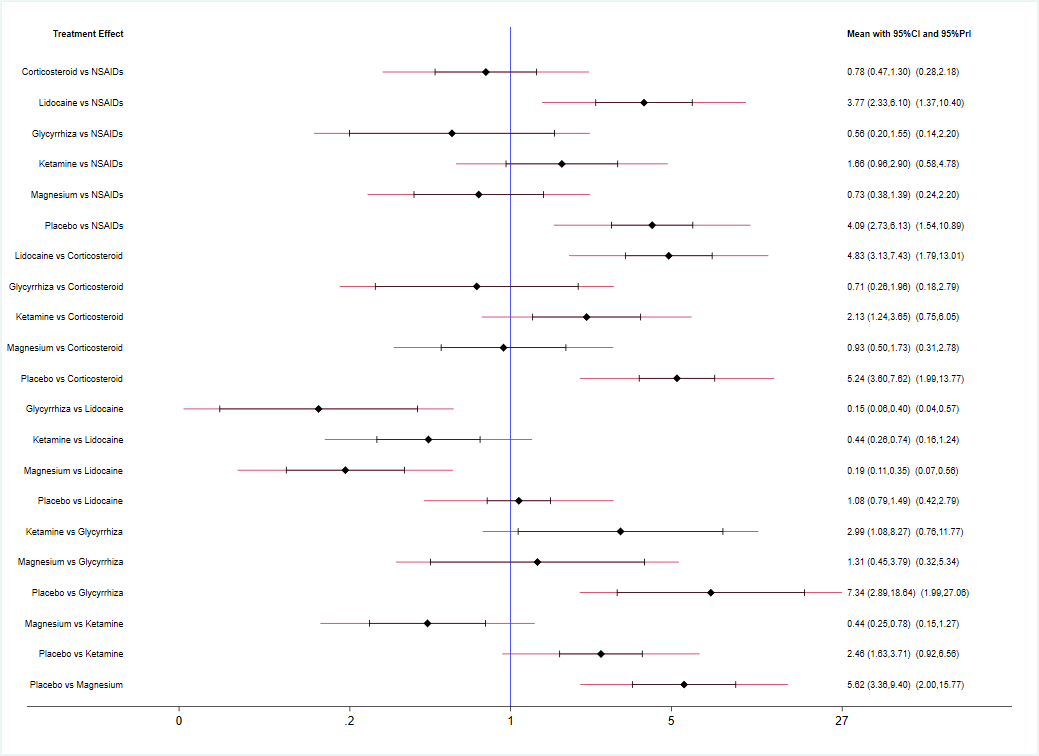 Treatment Effect Mean with 95%CI and 95%PrI
Corticosteroid vs NSAIDs 0.78 (0.47,1.30) (0.28,2.18)
Lidocaine vs NSAIDs 3.77 (2.33,6.10) (1.37,10.40)
Glycyrrhiza vs NSAIDs 0.56 (0.20,1.55) (0.14,2.20)
Ketamine vs NSAIDs 1.66 (0.96,2.90) (0.58,4.78)
Magnesium vs NSAIDs 0.73 (0.38,1.39) (0.24,2.20)
Placebo vs NSAIDs 4.09 (2.73,6.13) (1.54,10.89)
Lidocaine vs Corticosteroid 4.83 (3.13,7.43) (1.79,13.01)
Glycyrrhiza vs Corticosteroid 0.71 (0.26,1.96) (0.18,2.79)
Ketamine vs Corticosteroid 2.13 (1.24,3.65) (0.75,6.05)
Magnesium vs Corticosteroid 0.93 (0.50,1.73) (0.31,2.78)
Placebo vs Corticosteroid 5.24 (3.60,7.62) (1.99,13.77)
Glycyrrhiza vs Lidocaine 0.15 (0.06,0.40) (0.04,0.57)
Ketamine vs Lidocaine 0.44 (0.26,0.74) (0.16,1.24)
Magnesium vs Lidocaine 0.19 (0.11,0.35) (0.07,0.56)
Placebo vs Lidocaine 1.08 (0.79,1.49) (0.42,2.79)
Ketamine vs Glycyrrhiza 2.99 (1.08,8.27) (0.76,11.77)
Magnesium vs Glycyrrhiza 1.31 (0.45,3.79) (0.32,5.34)
Placebo vs Glycyrrhiza 7.34 (2.89,18.64) (1.99,27.06)
Magnesium vs Ketamine 0.44 (0.25,0.78) (0.15,1.27)
Placebo vs Ketamine 2.46 (1.63,3.71) (0.92,6.56)
Placebo vs Magnesium 5.62 (3.36,9.40) (2.00,15.77)
0 .2 1 5 27